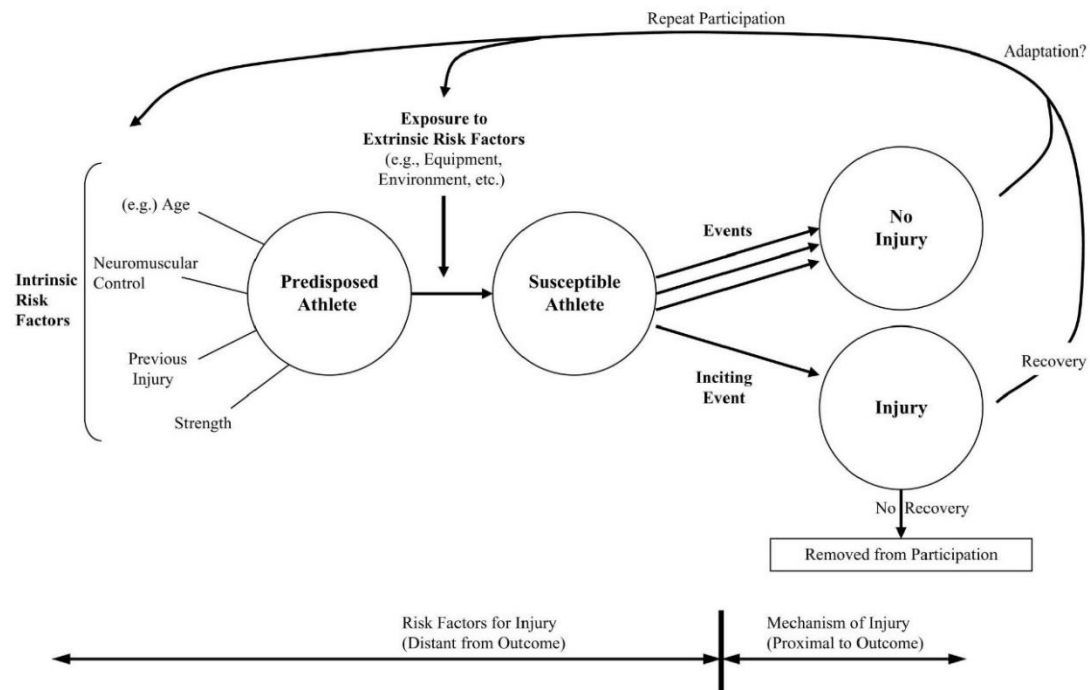 Repeat Participation
Adaptation?
Exposure to
Extrinsic Risk Factors
(e.g., Equipment,
Environment, etc.)
(e.g.) Age
Neuromuscular
Control
Intrinsic
Risk
Factors
Previous
Injury
Strength
Predisposed
Athlete
Susceptible
Athlete
Events
No
Injury
Inciting
Event
Injury
Recovery
No Recovery
Removed from Participation
Risk Factors for Injury
(Distant from Outcome)
Mechanism of Injury
(Proximal to Outcome)